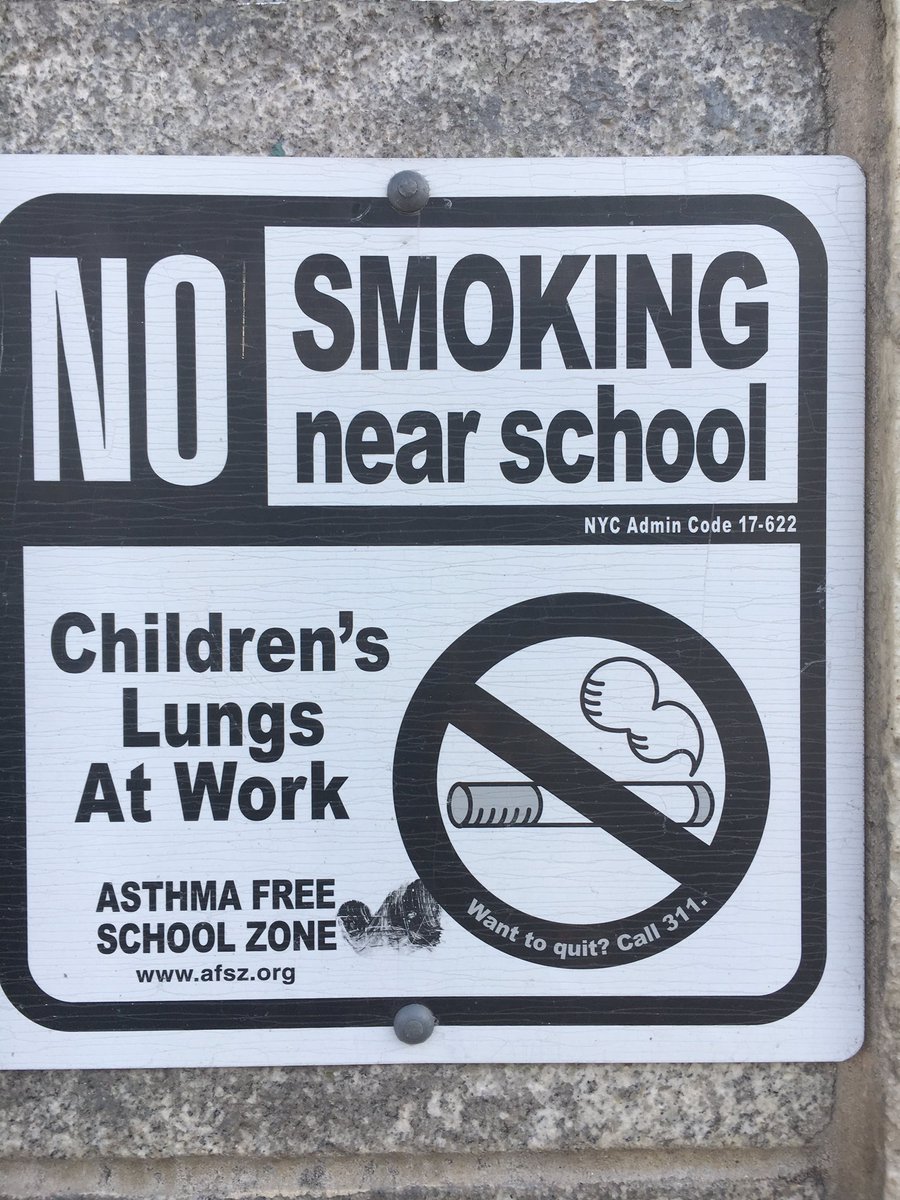 NO SMOKING
near school
NYC Admin Code 17-622
Children's
Lungs
At Work
ASTHMA FREE
SCHOOL ZONE
www.afsz.org
Want to quit? Call 311.